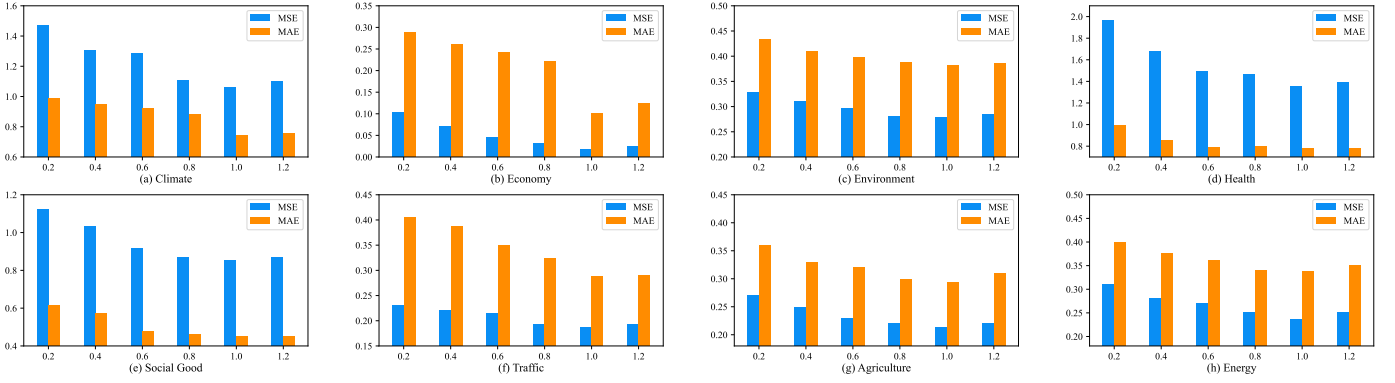 1.6
1.4
1.2
1.0
0.8
0.6
MSE
MAE
0.2 0.4 0.6 0.8 1.0 1.2
(a) Climate
0.35
0.30
0.25
0.20
0.15
0.10
0.05
0.00
MSE
MAE
0.2 0.4 0.6 0.8 1.0 1.2
(b) Economy
0.50
0.45
0.40
0.35
0.30
0.25
0.20
MSE
MAE
0.2 0.4 0.6 0.8 1.0 1.2
(c) Environment
2.0
1.8
1.6
1.4
1.2
1.0
0.8
MSE
MAE
0.2 0.4 0.6 0.8 1.0 1.2
(d) Health
1.2
1.0
0.8
0.6
0.4
MSE
MAE
0.2 0.4 0.6 0.8 1.0 1.2
(e) Social Good
0.45
0.40
0.35
0.30
0.25
0.20
0.15
MSE
MAE
0.2 0.4 0.6 0.8 1.0 1.2
(f) Traffic
0.45
0.40
0.35
0.30
0.25
0.20
MSE
MAE
0.2 0.4 0.6 0.8 1.0 1.2
(g) Agriculture
0.50
0.45
0.40
0.35
0.30
0.25
0.20
MSE
MAE
0.2 0.4 0.6 0.8 1.0 1.2
(h) Energy